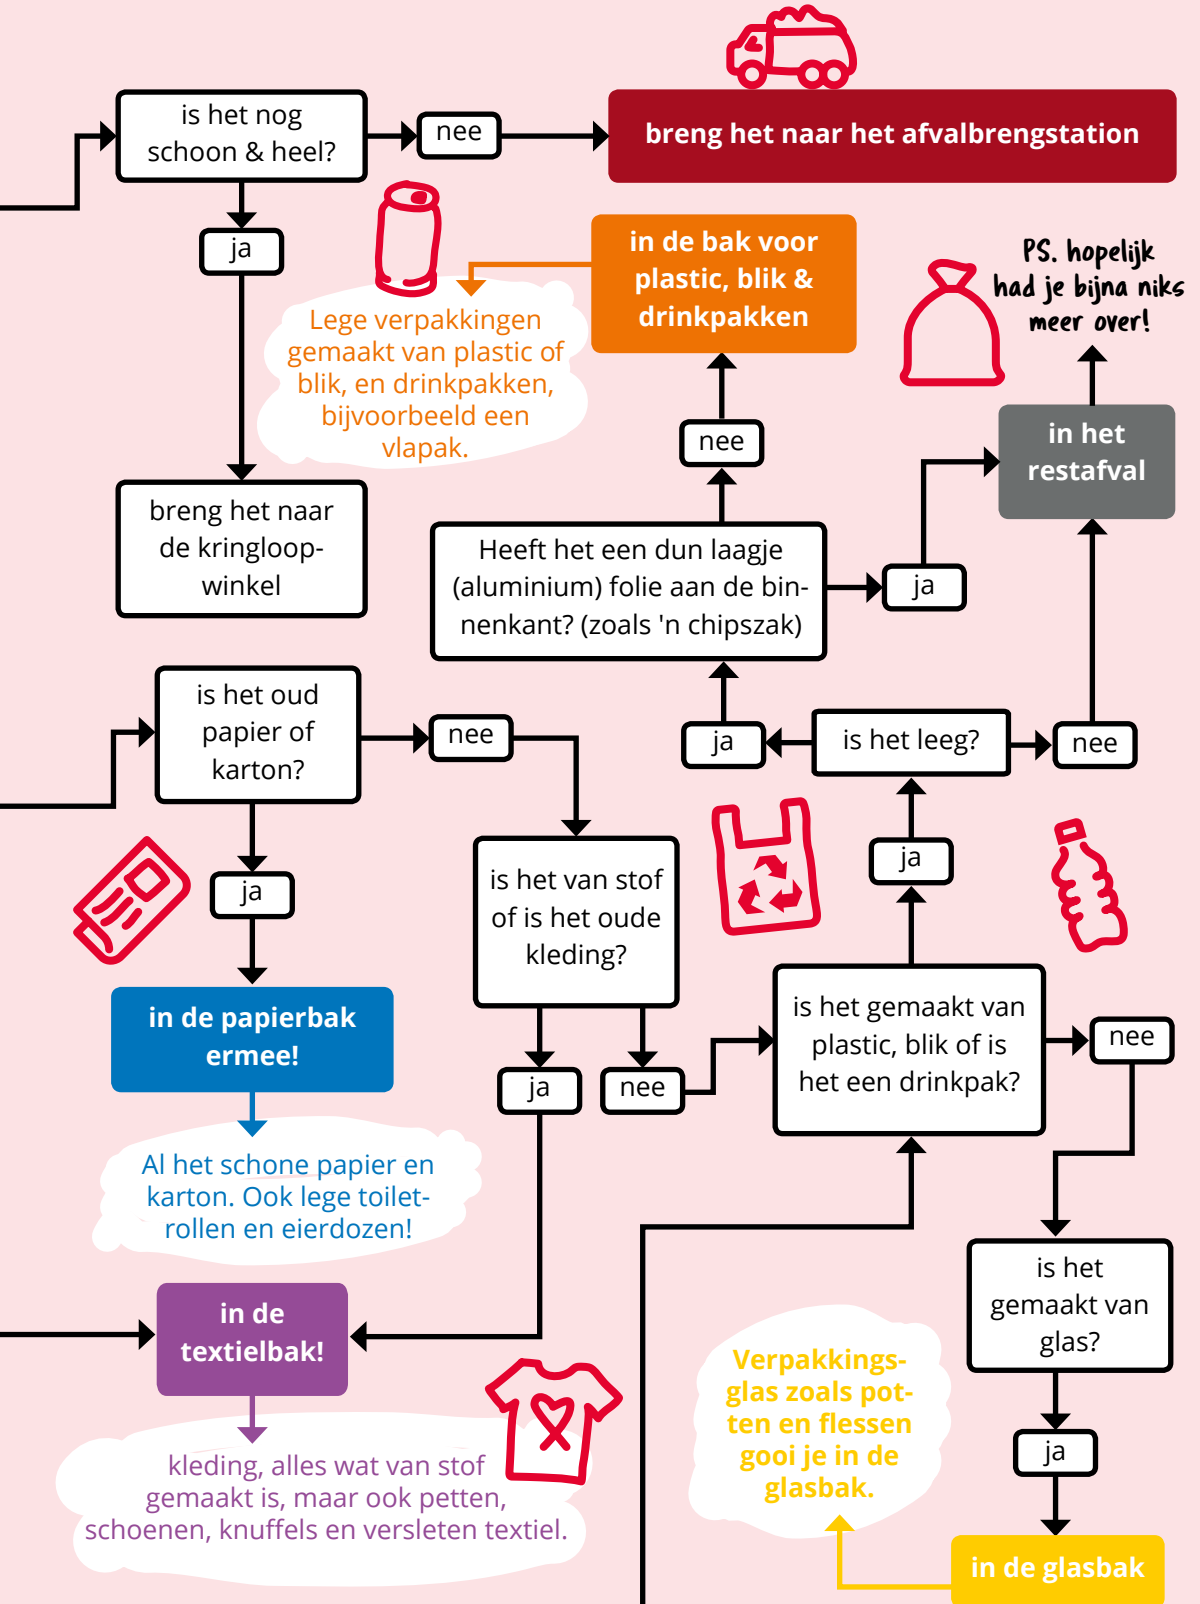 is het nog
schoon & heel?
nee
breng het naar het afvalbrengstation
ja
in de bak voor
plastic, blik &
drinkpakken
PS. hopelijk
had je bijna niks
meer over!
Lege verpakkingen
gemaakt van plastic of
blik, en drinkpakken,
bijvoorbeeld een
vlapak.
nee
in het
restafval
breng het naar
de kringloop-
winkel
Heeft het een dun laagje
(aluminium) folie aan de bin-
nenkant? (zoals 'n chipszak)
ja
is het oud
papier of
karton?
nee
ja
is het leeg?
nee
ja
is het van stof
of is het oude
kleding?
ja
in de papierbak
ermee!
is het gemaakt van
plastic, blik of is
het een drinkpak?
nee
ja
nee
Al het schone papier en
karton. Ook lege toilet-
rollen en eierdozen!
in de
textielbak!
is het
gemaakt van
glas?
Verpakkings-
glas zoals pot-
ten en flessen
gooi je in de
glasbak.
ja
kleding, alles wat van stof
gemaakt is, maar ook petten,
schoenen, knuffels en versleten textiel.
in de glasbak